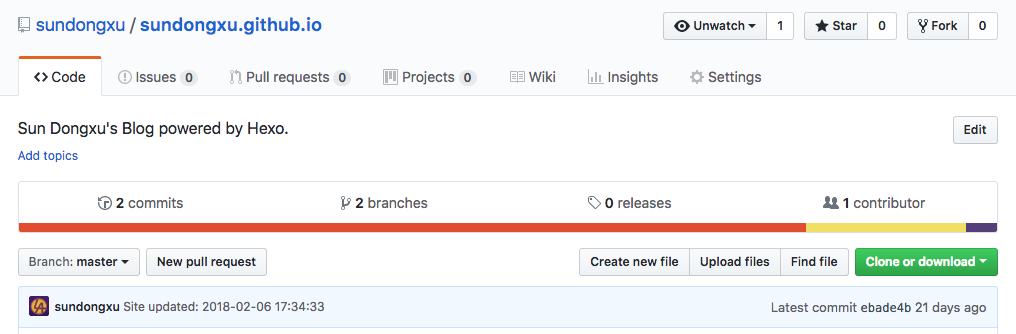 sundongxu / sundongxu.github.io Unwatch 1 Star 0 Fork 0
Code Issues 0 Pull requests 0 Projects 0 Wiki Insights Settings
Sun Dongxu's Blog powered by Hexo. Edit
Add topics
2 commits 2 branches 0 releases 1 contributor
Branch: master New pull request Create new file Upload files Find file Clone or download
sundongxu Site updated: 2018-02-06 17:34:33 Latest commit ebade4b 21 days ago